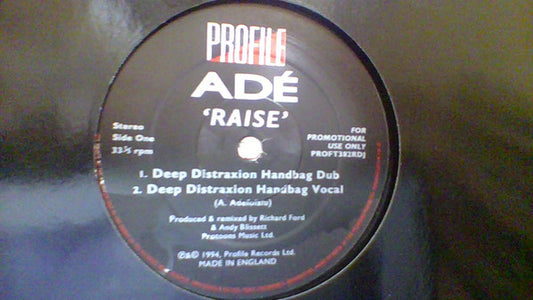 PROFILE
ADÉ
'RAISE'
Stereo
Side One
33⅓ rpm
FOR
PROMOTIONAL
USE ONLY
PROFT382RDJ
1. Deep Distraxion Handbag Dub
2. Deep Distraxion Handbag Vocal
Produced & remixed by Richard Ford
& Andy Blissett
Protoons Music Ltd.
℗&© 1994, Profile Records Ltd.
MADE IN ENGLAND